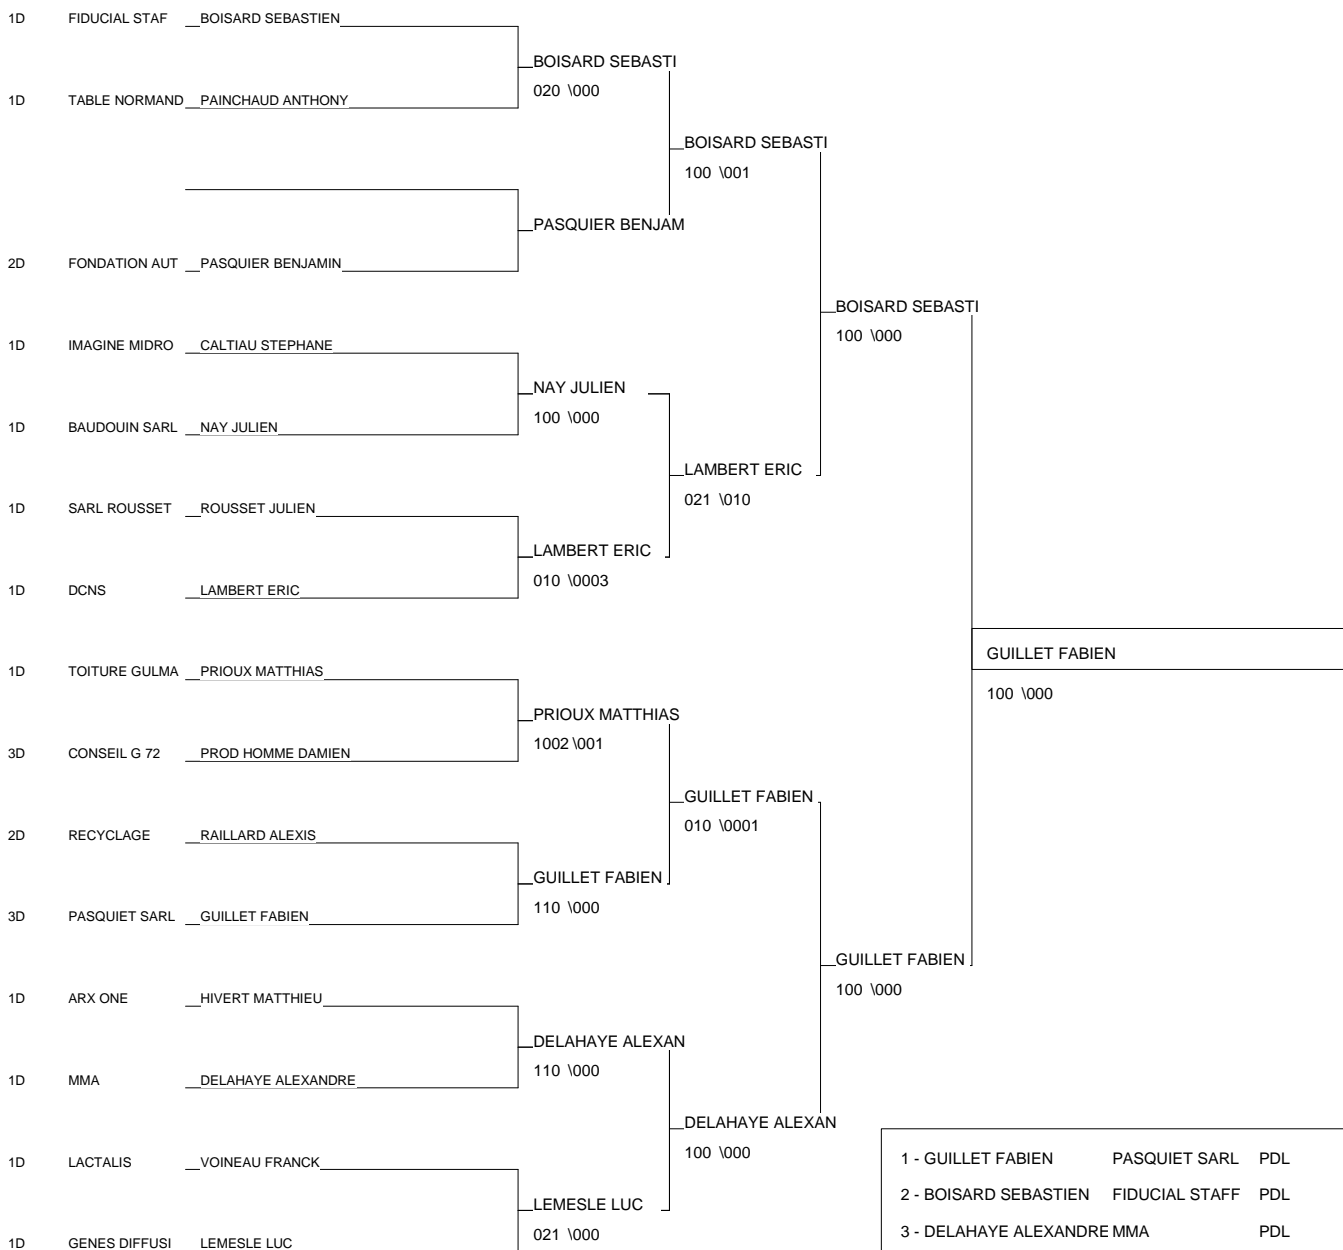 1D FIDUCIAL STAF BOISARD SEBASTIEN
BOISARD SEBASTI
020 \000
1D TABLE NORMAND PAINCHAUD ANTHONY
BOISARD SEBASTI
100 \001
PASQUIER BENJAM
2D FONDATION AUT PASQUIER BENJAMIN
BOISARD SEBASTI
100 \000
1D IMAGINE MIDRO CALTIAU STEPHANE
NAY JULIEN
100 \000
1D BAUDOUIN SARL NAY JULIEN
LAMBERT ERIC
021 \010
1D SARL ROUSSET ROUSSET JULIEN
LAMBERT ERIC
010 \0003
1D DCNS LAMBERT ERIC
GUILLET FABIEN
100 \000
1D TOITURE GULMA PRIOUX MATTHIAS
PRIOUX MATTHIAS
1002 \001
3D CONSEIL G 72 PROD HOMME DAMIEN
GUILLET FABIEN
010 \0001
2D RECYCLAGE RAILLARD ALEXIS
GUILLET FABIEN
110 \000
3D PASQUIET SARL GUILLET FABIEN
GUILLET FABIEN
100 \000
1D ARX ONE HIVERT MATTHIEU
DELAHAYE ALEXAN
110 \000
1D MMA DELAHAYE ALEXANDRE
DELAHAYE ALEXAN
100 \000
1D LACTALIS VOINEAU FRANCK
LEMESLE LUC
021 \000
1D GENES DIFFUSI LEMESLE LUC
1 - GUILLET FABIEN PASQUIET SARL PDL
2 - BOISARD SEBASTIEN FIDUCIAL STAFF PDL
3 - DELAHAYE ALEXANDRE MMA PDL